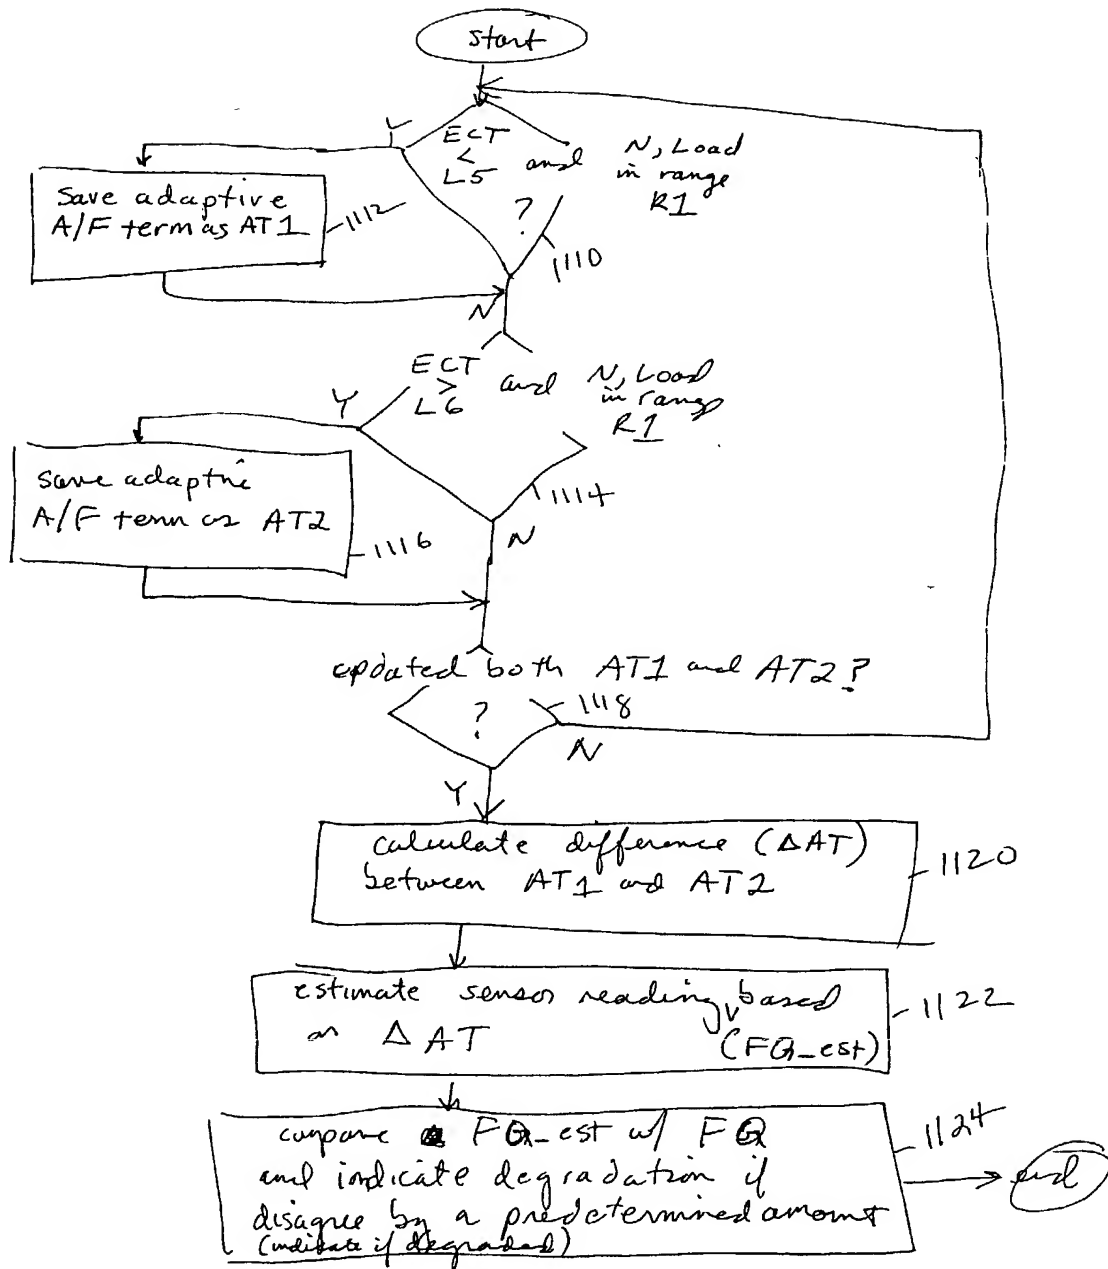 start
Y
ECT
<
L5 and N, Load
in range
R1
?
1110
save adaptive
A/F term as AT1
1112
N
ECT
>
L6 and N, Load
in range
R1
Y
1114
save adaptive
A/F term as AT2
1116
N
updated both AT1 and AT2?
?
1118
N
Y
calculate difference (ΔAT)
between AT1 and AT2
1120
estimate sensor reading based
on ΔAT (FQ_est)
1122
compare FQ_est w/ FQ
and indicate degradation if
disagree by a predetermined amount
(indicate if degraded)
1124
end